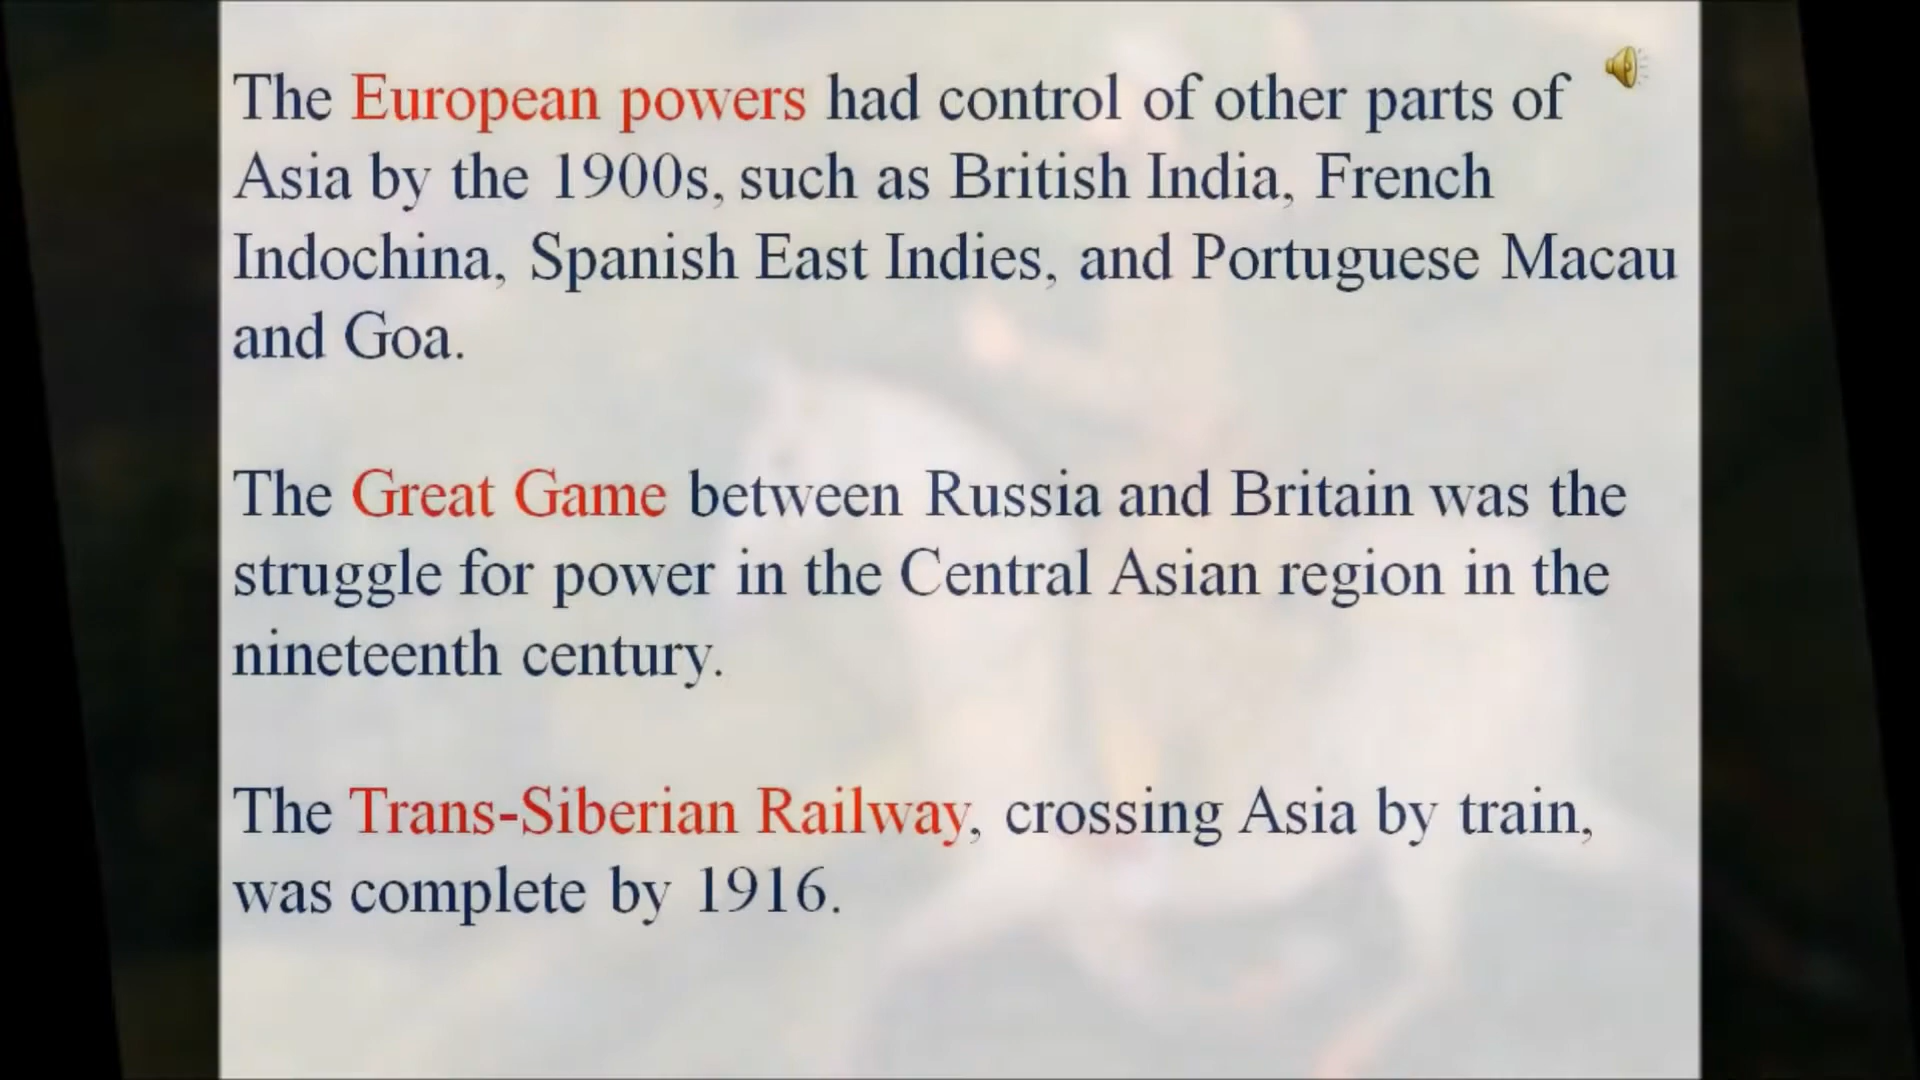 The European powers had control of other parts of
Asia by the 1900s, such as British India, French
Indochina, Spanish East Indies, and Portuguese Macau
and Goa.
The Great Game between Russia and Britain was the
struggle for power in the Central Asian region in the
nineteenth century.
The Trans-Siberian Railway, crossing Asia by train,
was complete by 1916.